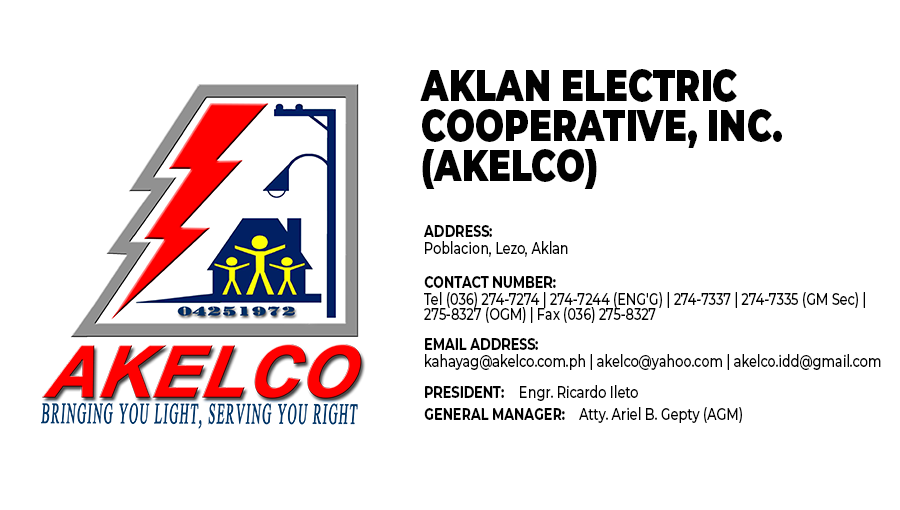 04251972
AKELCO
BRINGING YOU LIGHT, SERVING YOU RIGHT
AKLAN ELECTRIC
COOPERATIVE, INC.
(AKELCO)
ADDRESS:
Poblacion, Lezo, Aklan
CONTACT NUMBER:
Tel (036) 274-7274 | 274-7244 (ENG'G) | 274-7337 | 274-7335 (GM Sec) |
275-8327 (OGM) | Fax (036) 275-8327
EMAIL ADDRESS:
kahayag@akelco.com.ph | akelco@yahoo.com | akelco.idd@gmail.com
PRESIDENT: Engr. Ricardo Ileto
GENERAL MANAGER: Atty. Ariel B. Gepty (AGM)